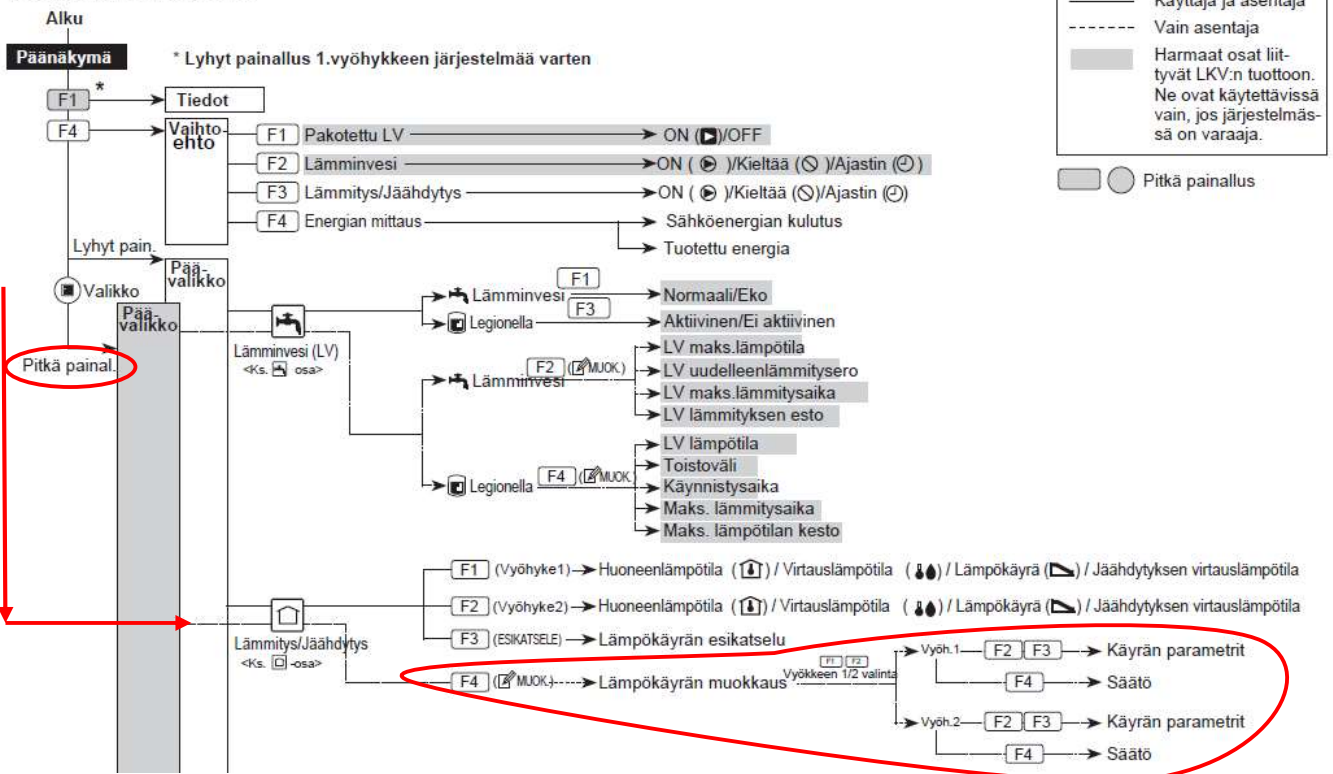 Alku
Käyttäjä ja asentaja
Vain asentaja
Päänäkymä
* Lyhyt painallus 1.vyöhykkeen järjestelmää varten
Harmaat osat liit-
tyvät LKV:n tuottoon.
Ne ovat käytettävissä
vain, jos järjestelmäs-
sä on varaaja.
F1 * Tiedot
F4 Vaihto-
ehto
F1 Pakotettu LV ON ( )/OFF
F2 Lämminvesi ON ( )/Kieltää ( )/Ajastin ( )
F3 Lämmitys/Jäähdytys ON ( )/Kieltää ( )/Ajastin ( )
Pitkä painallus
F4 Energian mittaus Sähköenergian kulutus
Tuotettu energia
Lyhyt pain.
Pää-
valikko
Valikko
Pää-
valikko
Pitkä painal.
Lämminvesi (LV)
<Ks. osa>
Lämminvesi F1 Normaali/Eko
Legionella F3 Aktiivinen/Ei aktiivinen
Lämminvesi F2 (MUOK.)
LV maks.lämpötila
LV uudelleenlämmitysero
LV maks.lämmitysaika
LV lämmityksen esto
Legionella F4 (MUOK.)
LV lämpötila
Toistoväli
Käynnistysaika
Maks. lämmitysaika
Maks. lämpötilan kesto
Lämmitys/Jäähdytys
<Ks. -osa>
F1 (Vyöhyke1) Huoneenlämpötila ( ) / Virtauslämpötila ( ) / Lämpökäyrä ( ) / Jäähdytyksen virtauslämpötila
F2 (Vyöhyke2) Huoneenlämpötila ( ) / Virtauslämpötila ( ) / Lämpökäyrä ( ) / Jäähdytyksen virtauslämpötila
F3 (ESIKATSELE) Lämpökäyrän esikatselu
F4 (MUOK.) Lämpökäyrän muokkaus
F1 F2
Vyökkeen 1/2 valinta
Vyöh.1 F2 F3 Käyrän parametrit
F4 Säätö
Vyöh.2 F2 F3 Käyrän parametrit
F4 Säätö